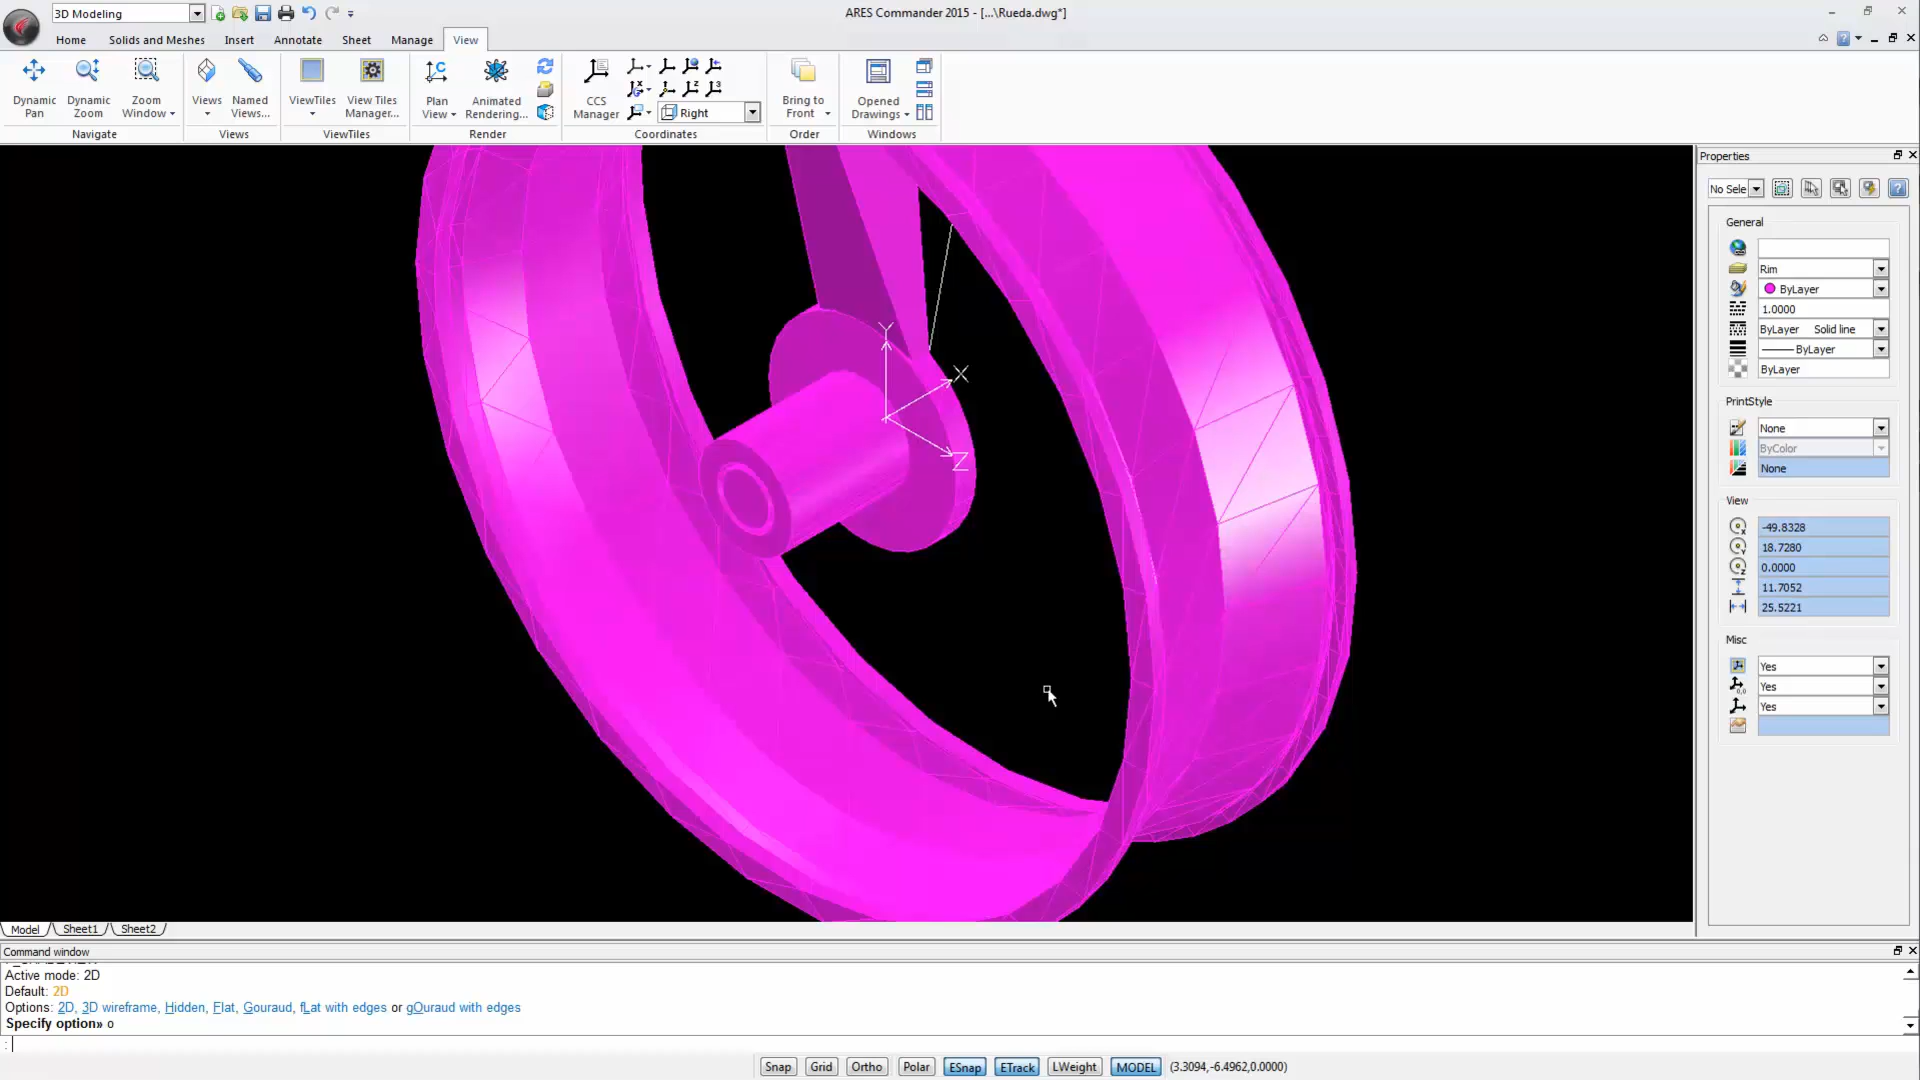 3D Modeling
ARES Commander 2015 - [...\Rueda.dwg*]
Home Solids and Meshes Insert Annotate Sheet Manage View
Dynamic Pan
Dynamic Zoom
Zoom Window
Navigate
Views
Named Views...
Views
ViewTiles
View Tiles Manager...
ViewTiles
Plan View
Animated Rendering...
Render
CCS Manager
Right
Coordinates
Bring to Front
Order
Opened Drawings
Windows
Y
X
Z
Properties
No Sele
General
Rim
ByLayer
1.0000
ByLayer Solid line
ByLayer
ByLayer
PrintStyle
None
ByColor
None
View
-49.8328
18.7280
0.0000
11.7052
25.5221
Misc
Yes
Yes
Yes
Model Sheet1 Sheet2
Command window
Active mode: 2D
Default: 2D
Options: 2D, 3D wireframe, Hidden, Flat, Gouraud, fLat with edges or gOuraud with edges
Specify option» o
:
Snap Grid Ortho Polar ESnap ETrack LWeight MODEL (3.3094,-6.4962,0.0000)